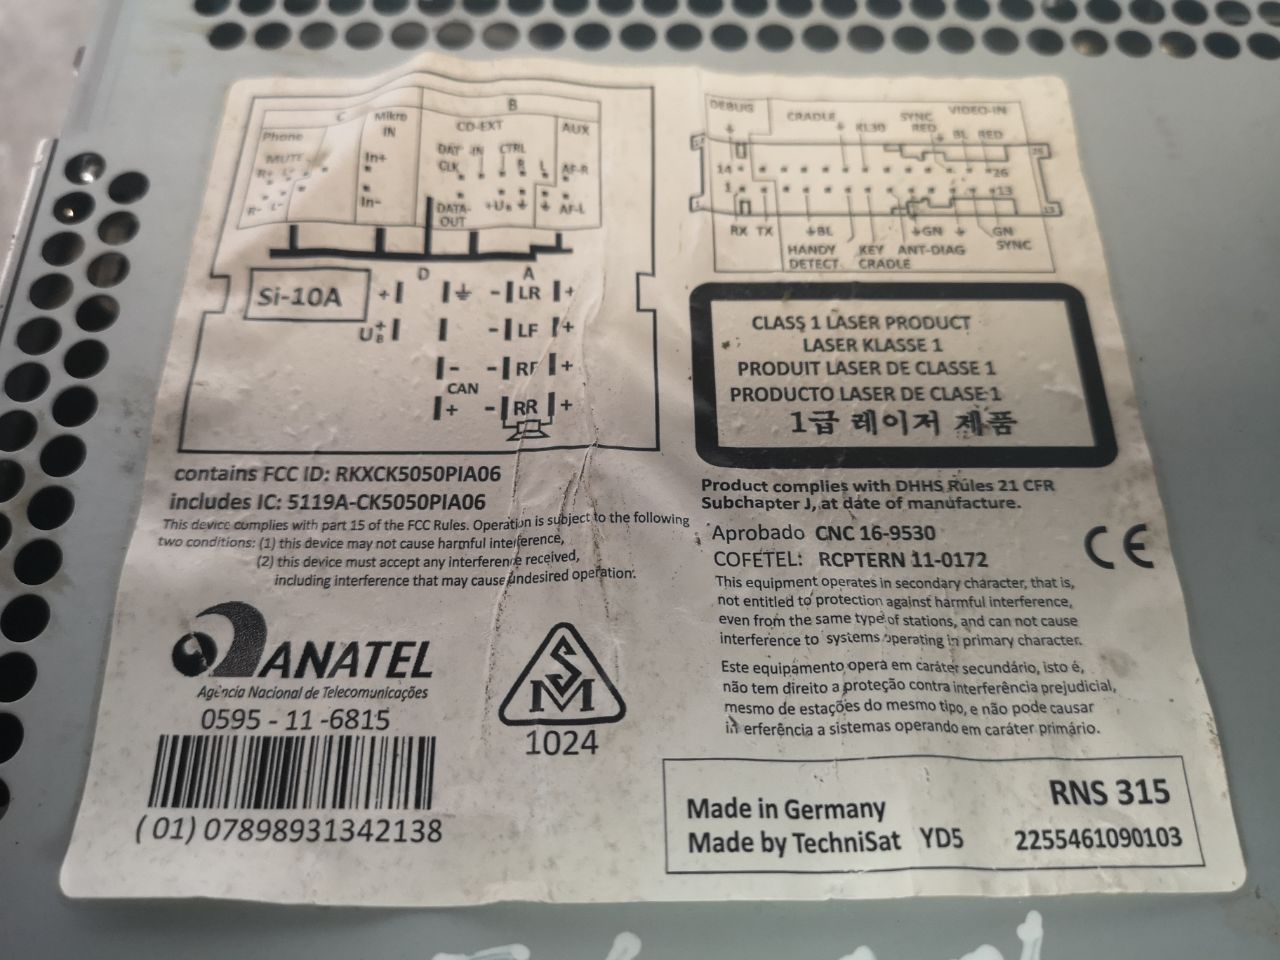 C
B
Phone
Mikro
IN
CD-EXT
AUX
MUTE
DAT-IN
CTRL
CLK
R+
In+
R
L
AF-R
R-
L-
In-
DATA-
OUT
AF-L
D
A
Si-10A
+
- LR +
UB+
- LF +
- - RF +
CAN
+ - RR +
DEBUG
CRADLE
KL30
SYNC
RED
VIDEO-IN
BL RED
14
26
1
13
RX TX
BL
GN
GN
SYNC
HANDY
DETECT
KEY
CRADLE
ANT-DIAG
CLASS 1 LASER PRODUCT
LASER KLASSE 1
PRODUIT LASER DE CLASSE 1
PRODUCTO LASER DE CLASE 1
1급 레이저 제품
contains FCC ID: RKXCK5050PIA06
includes IC: 5119A-CK5050PIA06
This device complies with part 15 of the FCC Rules. Operation is subject to the following
two conditions: (1) this device may not cause harmful interference,
(2) this device must accept any interference received,
including interference that may cause undesired operation.
Product complies with DHHS Rules 21 CFR
Subchapter J, at date of manufacture.
Aprobado CNC 16-9530
COFETEL: RCPTERN 11-0172
CE
This equipment operates in secondary character, that is,
not entitled to protection against harmful interference,
even from the same type of stations, and can not cause
interference to systems operating in primary character.
Este equipamento opera em caráter secundário, isto é,
não tem direito a proteção contra interferência prejudicial,
mesmo de estações do mesmo tipo, e não pode causar
interferência a sistemas operando em caráter primário.
ANATEL
Agência Nacional de Telecomunicações
0595 - 11 -6815
(01) 07898931342138
S
M
1024
RNS 315
Made in Germany
Made by TechniSat YD5 2255461090103